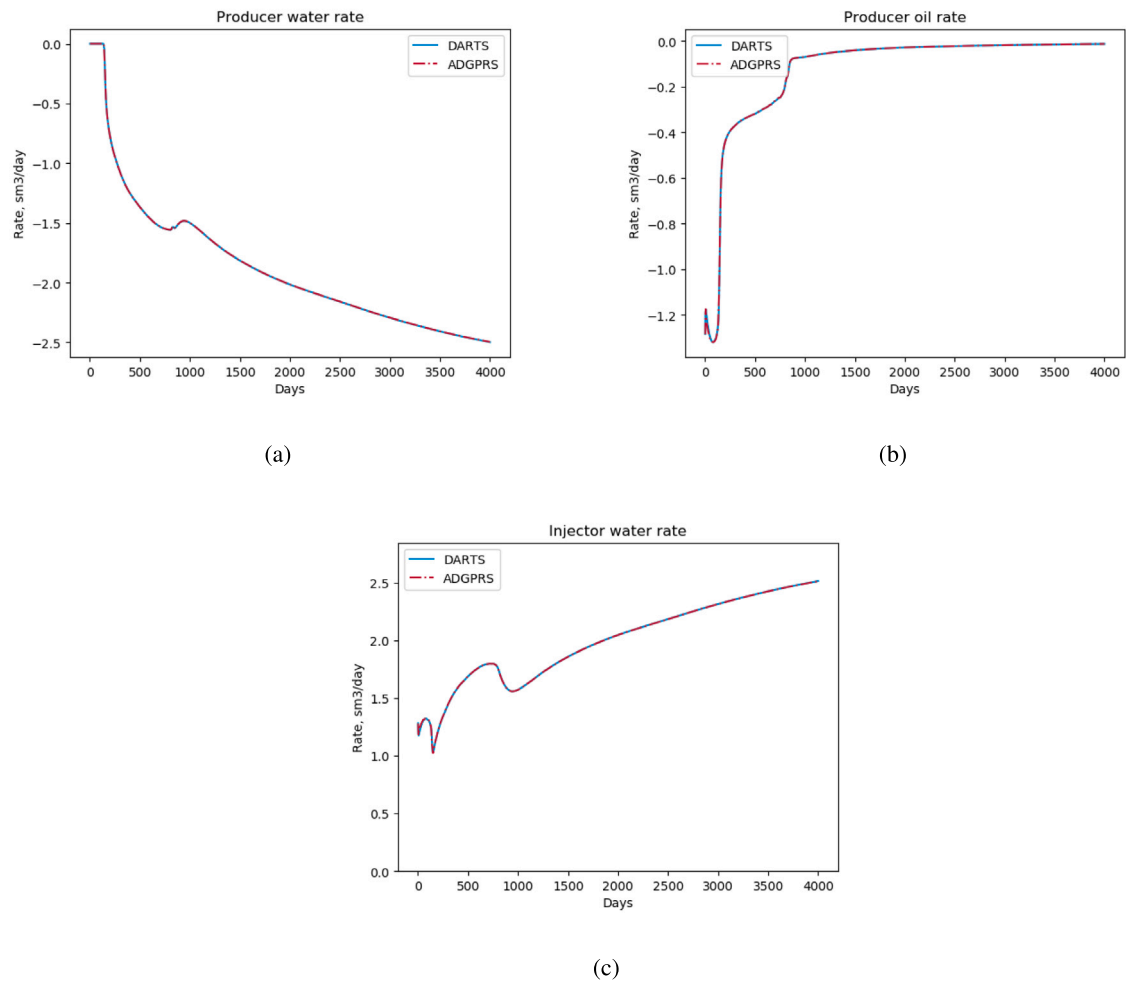 Producer water rate
DARTS
ADGPRS
0.0
−0.5
−1.0
−1.5
−2.0
−2.5
Rate, sm3/day
0 500 1000 1500 2000 2500 3000 3500 4000
Days
(a)
Producer oil rate
DARTS
ADGPRS
0.0
−0.2
−0.4
−0.6
−0.8
−1.0
−1.2
Rate, sm3/day
0 500 1000 1500 2000 2500 3000 3500 4000
Days
(b)
Injector water rate
DARTS
ADGPRS
2.5
2.0
1.5
1.0
0.5
0.0
Rate, sm3/day
0 500 1000 1500 2000 2500 3000 3500 4000
Days
(c)